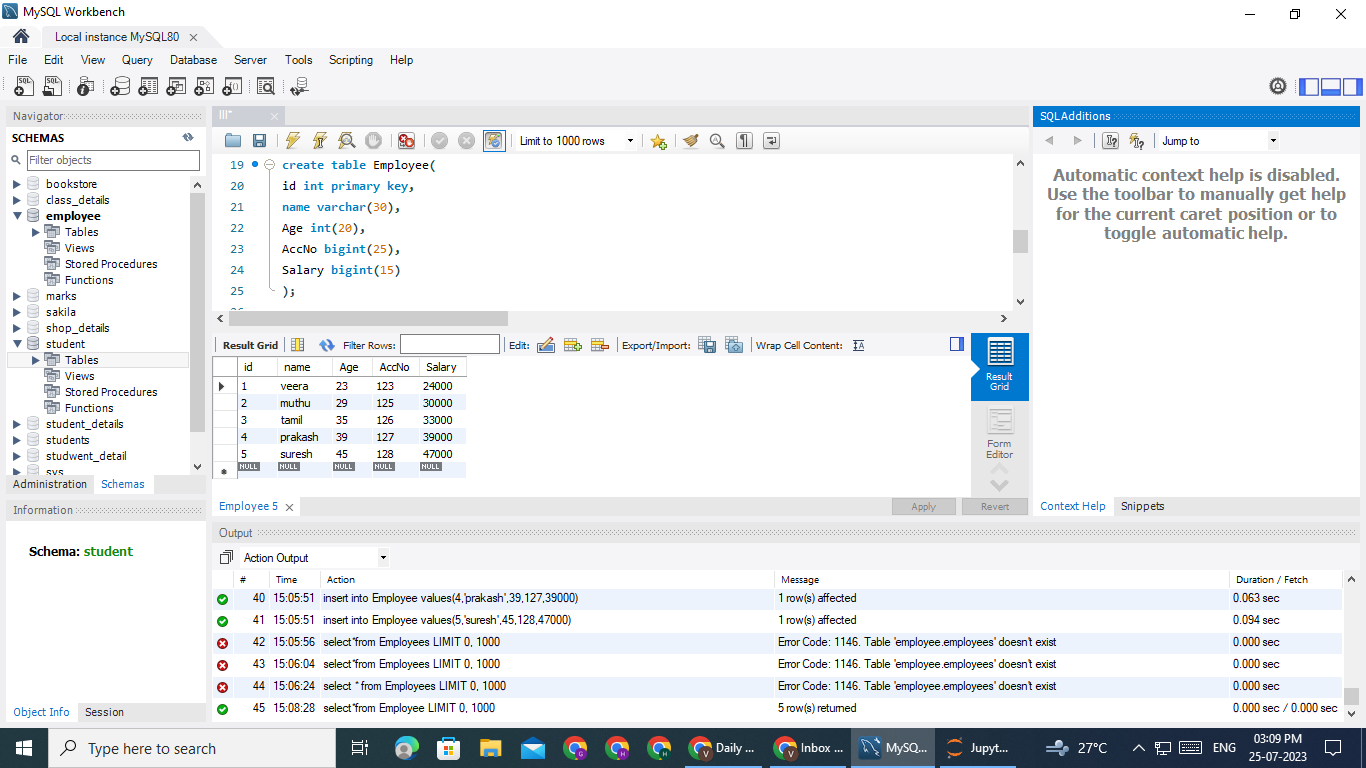 MySQL Workbench
Local instance MySQL80
File Edit View Query Database Server Tools Scripting Help
Navigator
SCHEMAS
Filter objects
bookstore
class_details
employee
Tables
Views
Stored Procedures
Functions
marks
sakila
shop_details
student
Tables
Views
Stored Procedures
Functions
student_details
students
studwent_detail
sys
Administration Schemas
Information
Schema: student
Object Info Session
lll*
Limit to 1000 rows
19 create table Employee(
20 id int primary key,
21 name varchar(30),
22 Age int(20),
23 AccNo bigint(25),
24 Salary bigint(15)
25 );
Result Grid Filter Rows: Edit: Export/Import: Wrap Cell Content:
id name Age AccNo Salary
1 veera 23 123 24000
2 muthu 29 125 30000
3 tamil 35 126 33000
4 prakash 39 127 39000
5 suresh 45 128 47000
NULL NULL NULL NULL NULL
Result
Grid
Form
Editor
Employee 5 Apply Revert
SQLAdditions
Jump to
Automatic context help is disabled.
Use the toolbar to manually get help
for the current caret position or to
toggle automatic help.
Context Help Snippets
Output
Action Output
# Time Action Message Duration / Fetch
40 15:05:51 insert into Employee values(4,'prakash',39,127,39000) 1 row(s) affected 0.063 sec
41 15:05:51 insert into Employee values(5,'suresh',45,128,47000) 1 row(s) affected 0.094 sec
42 15:05:56 select*from Employees LIMIT 0, 1000 Error Code: 1146. Table 'employee.employees' doesn't exist 0.000 sec
43 15:06:04 select*from Employees LIMIT 0, 1000 Error Code: 1146. Table 'employee.employees' doesn't exist 0.000 sec
44 15:06:24 select * from Employees LIMIT 0, 1000 Error Code: 1146. Table 'employee.employees' doesn't exist 0.000 sec
45 15:08:28 select*from Employee LIMIT 0, 1000 5 row(s) returned 0.000 sec / 0.000 sec
Type here to search
Daily ...
Inbox ...
MySQ...
Jupyt...
27°C
ENG
03:09 PM
25-07-2023